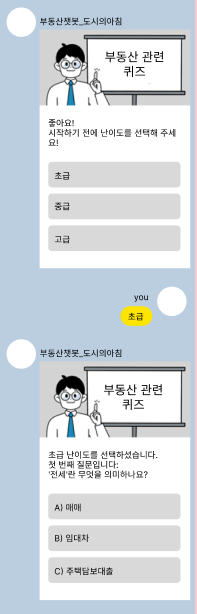 부동산챗봇_도시의아침
부동산 관련
퀴즈
좋아요!
시작하기 전에 난이도를 선택해 주세
요!
초급
중급
고급
you
초급
부동산챗봇_도시의아침
부동산 관련
퀴즈
초급 난이도를 선택하셨습니다.
첫 번째 질문입니다:
'전세'란 무엇을 의미하나요?
A) 매매
B) 임대차
C) 주택담보대출